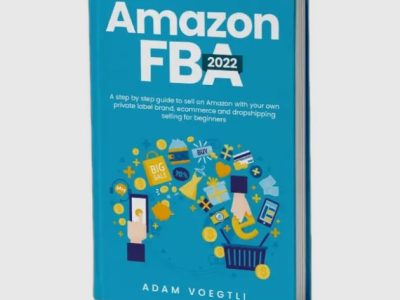 Amazon
FBA
2022
A step by step guide to sell on Amazon with your own
private label brand, ecommerce and dropshipping
selling for beginners
BIG
SALE
BUY
70%
ADAM VOEGTLI